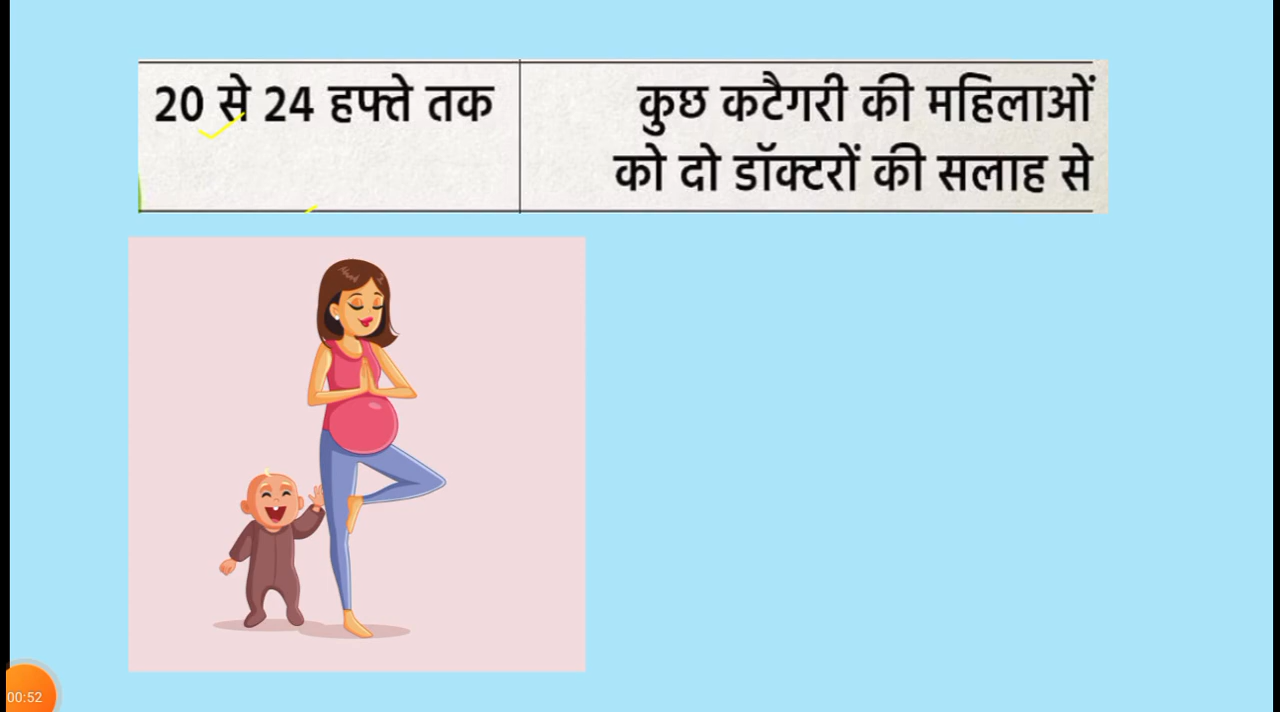 20 से 24 हफ्ते तक
कुछ कटैगरी की महिलाओं
को दो डॉक्टरों की सलाह से
00:52